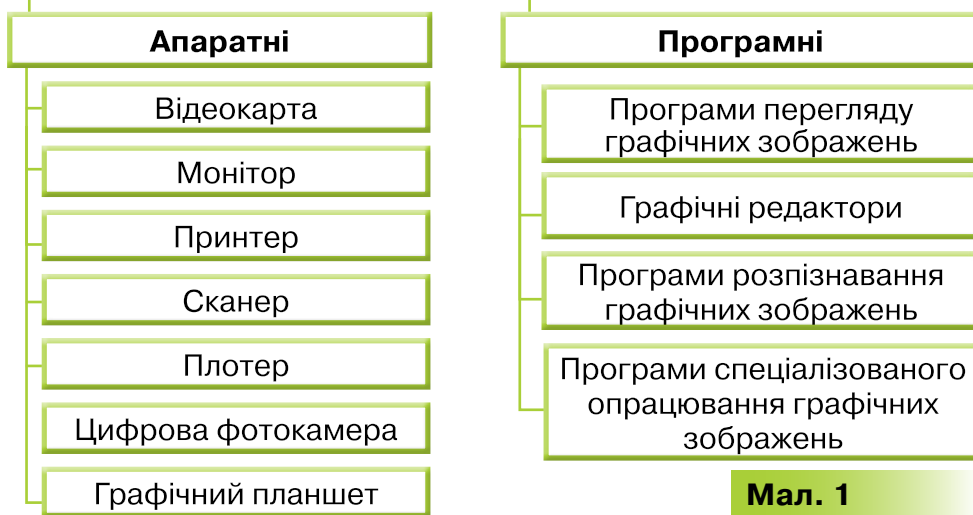 Апаратні
Відеокарта
Монітор
Принтер
Сканер
Плотер
Цифрова фотокамера
Графічний планшет
Програмні
Програми перегляду
графічних зображень
Графічні редактори
Програми розпізнавання
графічних зображень
Програми спеціалізованого
опрацювання графічних
зображень
Мал. 1